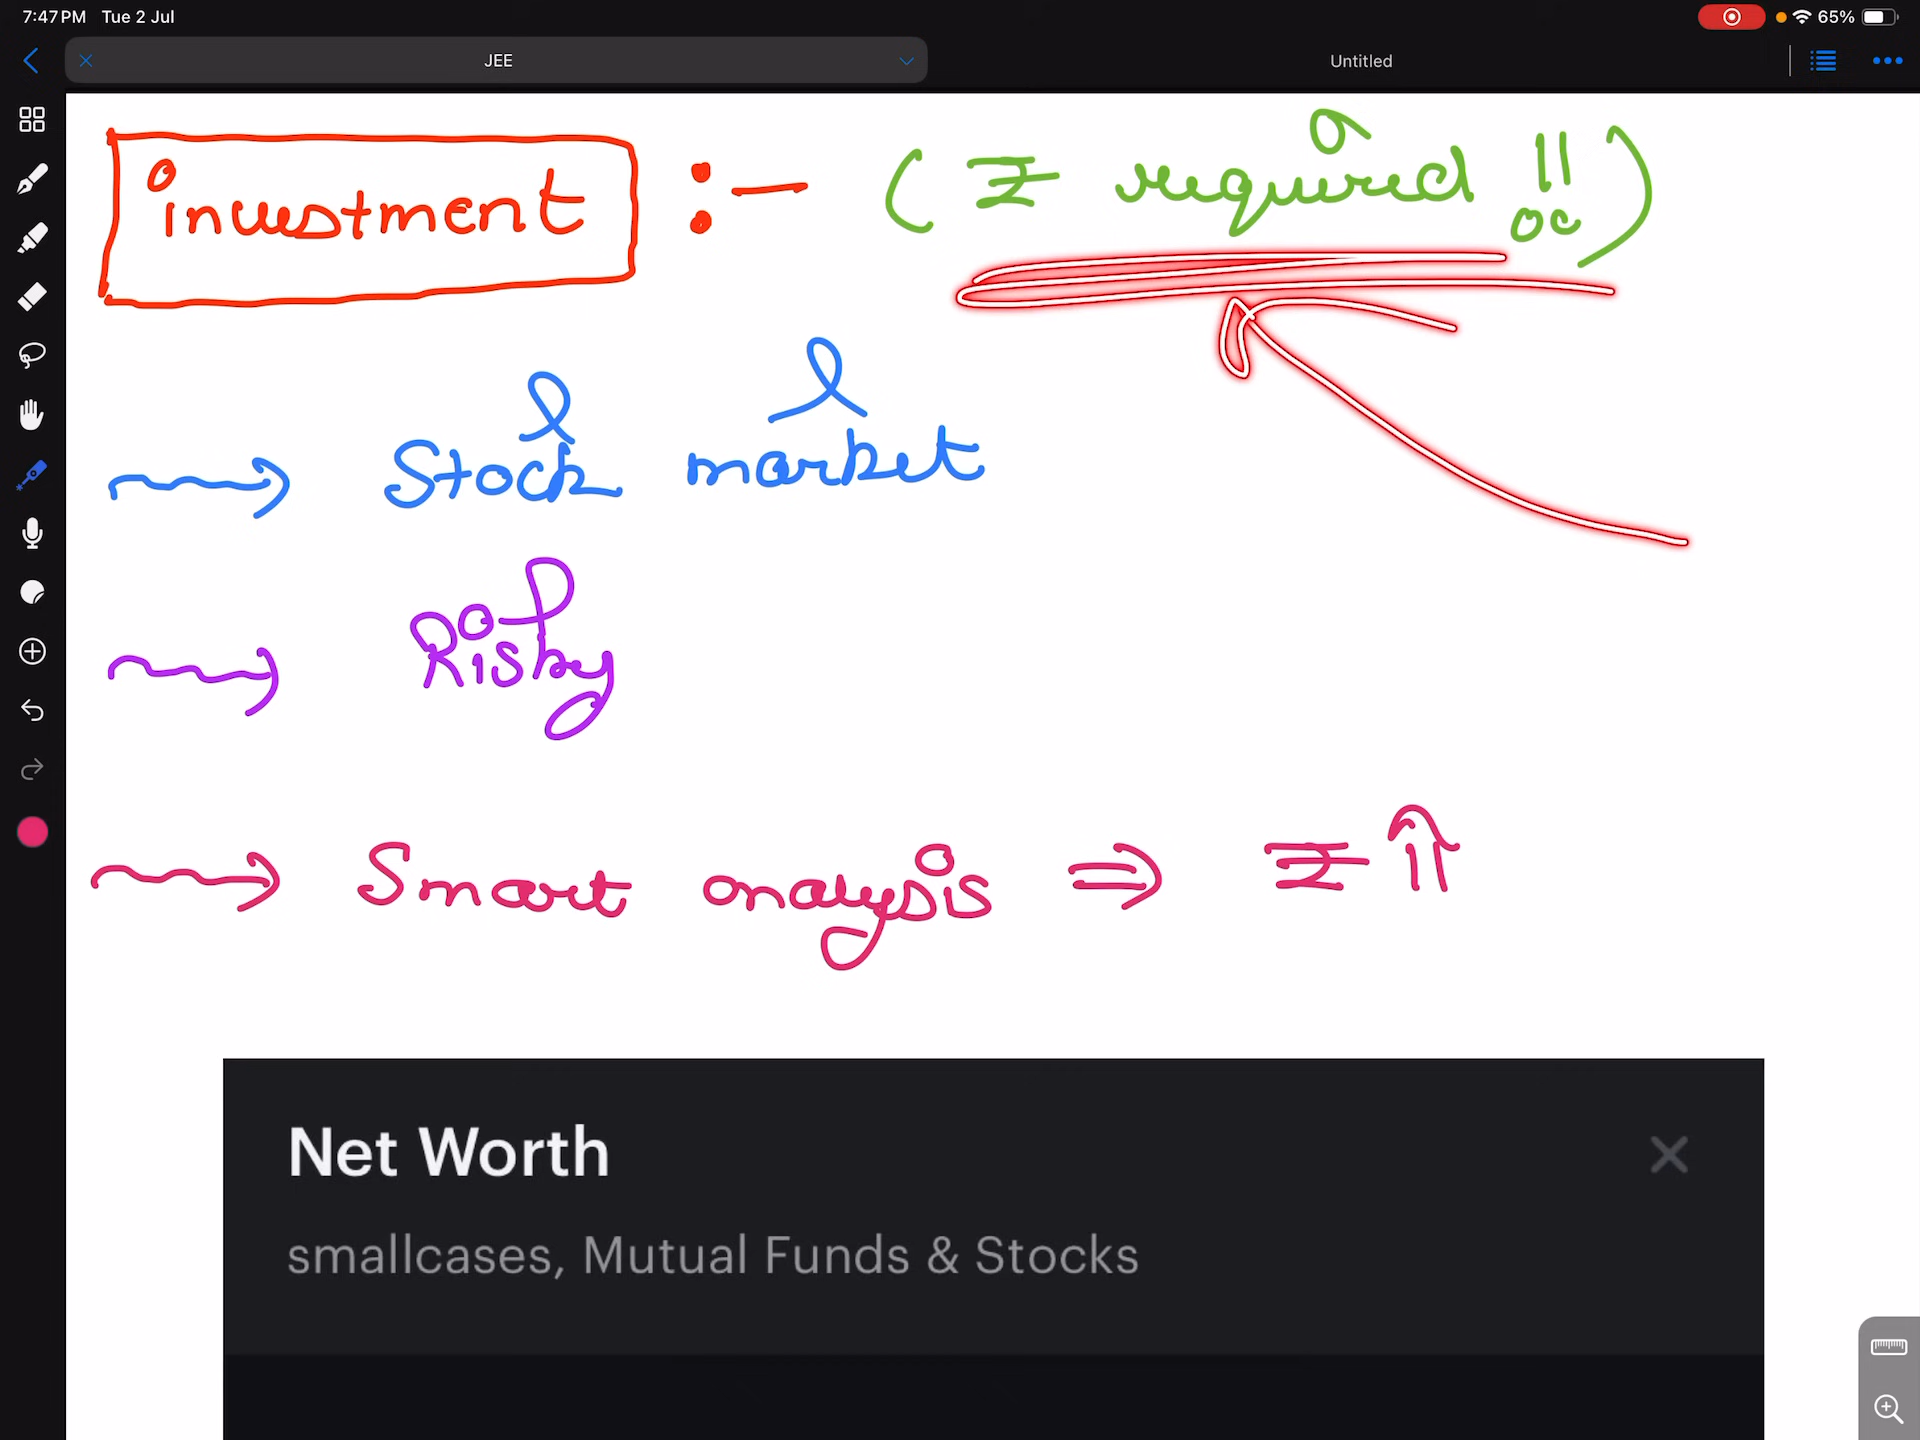 7:47 PM Tue 2 Jul
65%
JEE
Untitled
investment :- (Z required !!)
→ Stock market
→ Risky
→ Smart analysis ⇒ Z ⇑
Net Worth
smallcases, Mutual Funds & Stocks